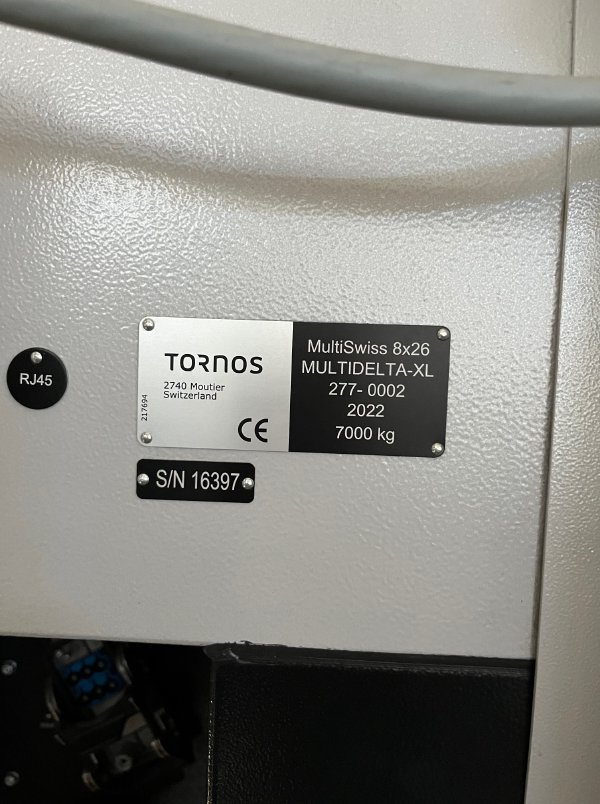 RJ45
TORNOS
2740 Moutier
Switzerland
217694
CE
MultiSwiss 8x26
MULTIDELTA-XL
277- 0002
2022
7000 kg
S/N 16397